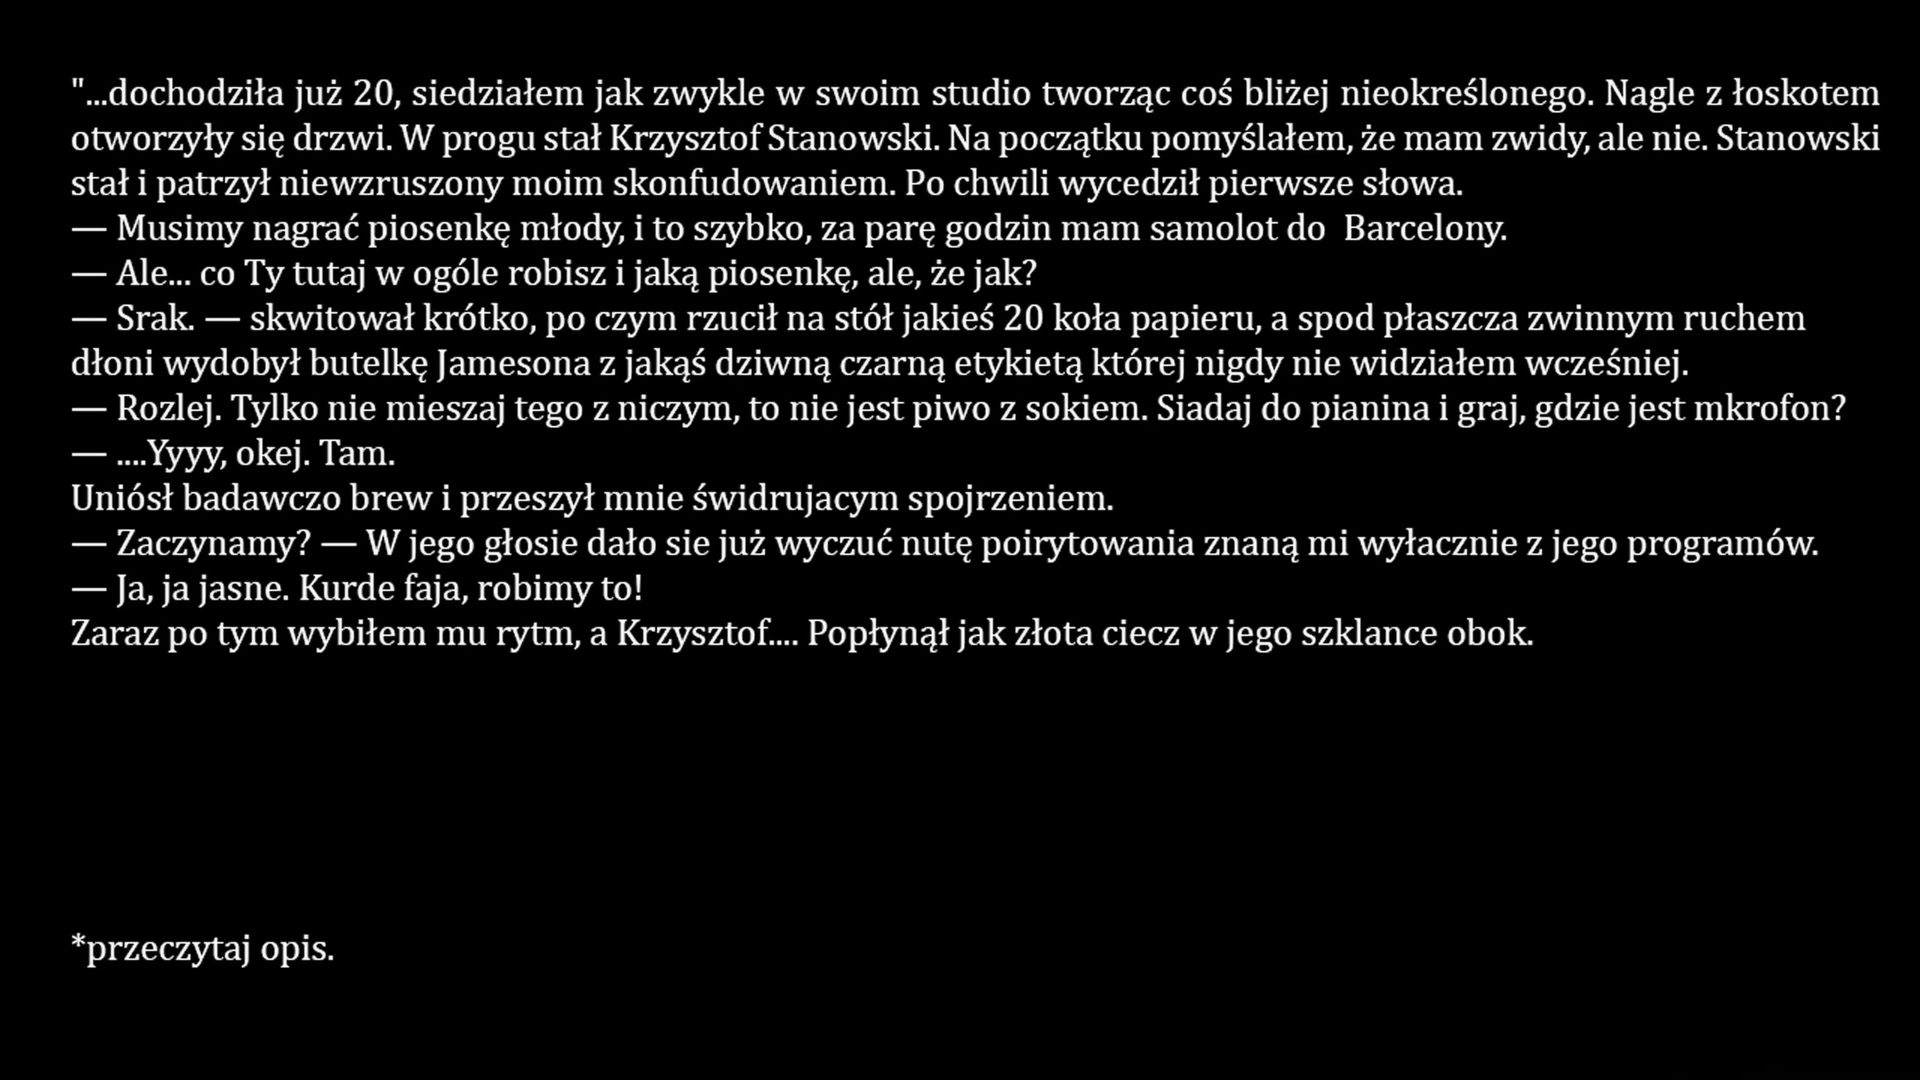 "...dochodziła już 20, siedziałem jak zwykle w swoim studio tworząc coś bliżej nieokreślonego. Nagle z łoskotem
otworzyły się drzwi. W progu stał Krzysztof Stanowski. Na początku pomyślałem, że mam zwidy, ale nie. Stanowski
stał i patrzył niewzruszony moim skonfudowaniem. Po chwili wycedził pierwsze słowa.
— Musimy nagrać piosenkę młody, i to szybko, za parę godzin mam samolot do  Barcelony.
— Ale... co Ty tutaj w ogóle robisz i jaką piosenkę, ale, że jak?
— Srak. — skwitował krótko, po czym rzucił na stół jakieś 20 koła papieru, a spod płaszcza zwinnym ruchem
dłoni wydobył butelkę Jamesona z jakąś dziwną czarną etykietą której nigdy nie widziałem wcześniej.
— Rozlej. Tylko nie mieszaj tego z niczym, to nie jest piwo z sokiem. Siadaj do pianina i graj, gdzie jest mkrofon?
— ....Yyyy, okej. Tam.
Uniósł badawczo brew i przeszył mnie świdrujacym spojrzeniem.
— Zaczynamy? — W jego głosie dało sie już wyczuć nutę poirytowania znaną mi wyłacznie z jego programów.
— Ja, ja jasne. Kurde faja, robimy to!
Zaraz po tym wybiłem mu rytm, a Krzysztof.... Popłynął jak złota ciecz w jego szklance obok.
*przeczytaj opis.